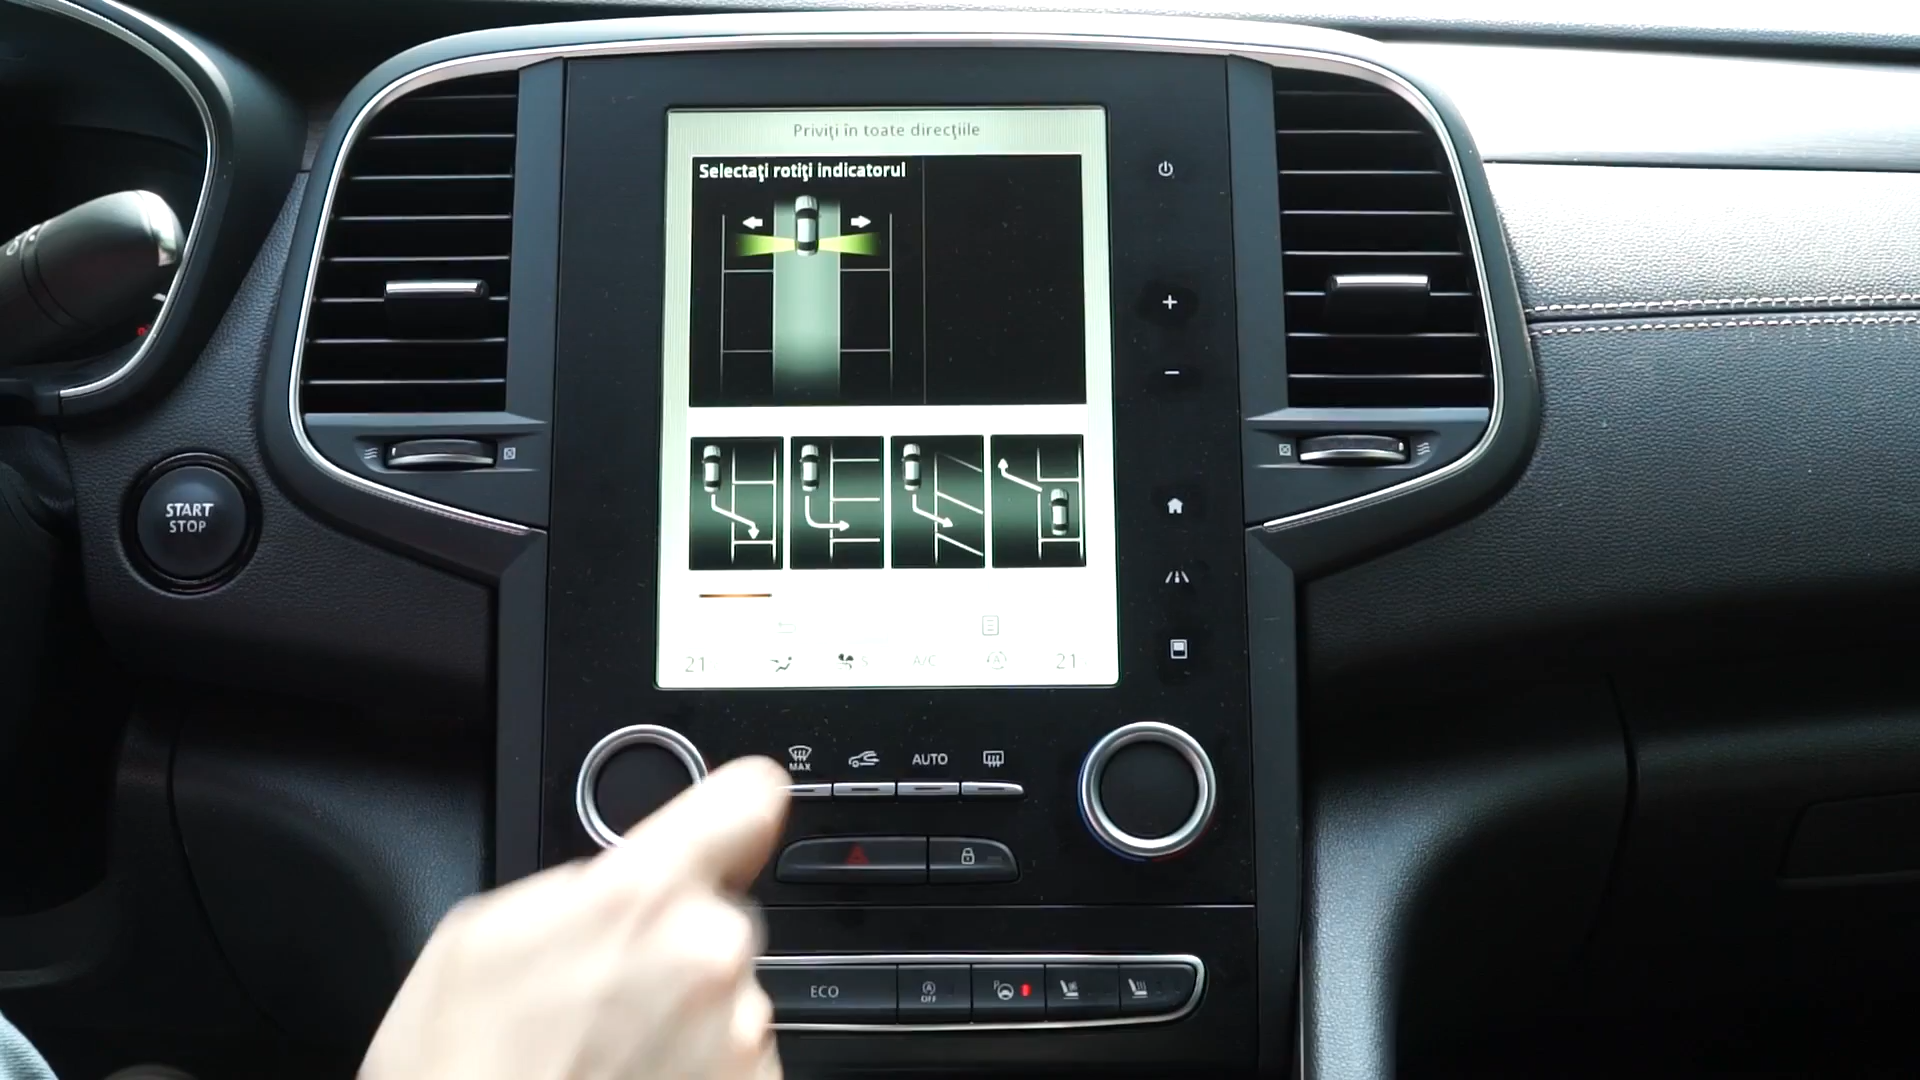 Priviţi în toate direcţiile
Selectaţi rotiţi indicatorul
START
STOP
21
A/C
21
MAX
AUTO
ECO
A
OFF
P